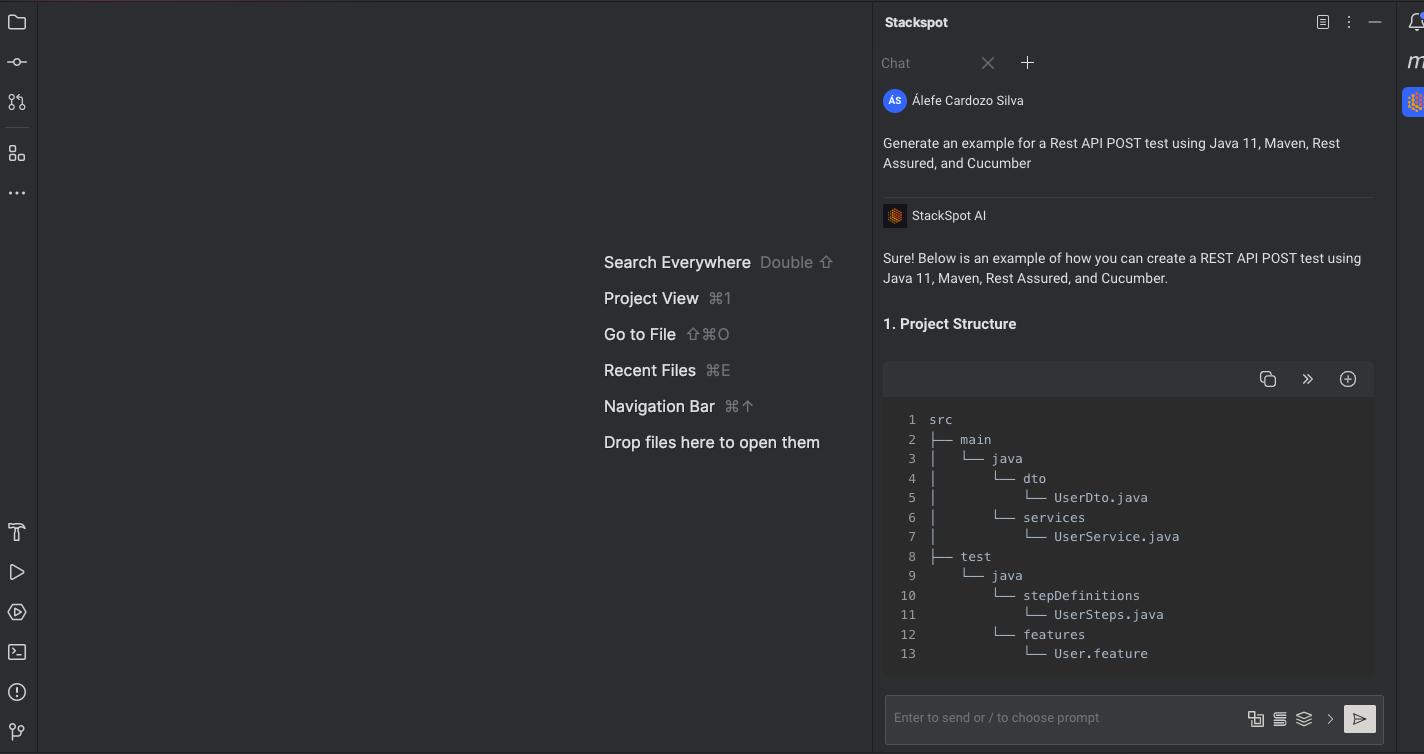 Stackspot
Chat
ÁS Álefe Cardozo Silva
Generate an example for a Rest API POST test using Java 11, Maven, Rest
Assured, and Cucumber
StackSpot AI
Sure! Below is an example of how you can create a REST API POST test using
Java 11, Maven, Rest Assured, and Cucumber.
1. Project Structure
1 src
2 ├── main
3 │   └── java
4 │       └── dto
5 │           └── UserDto.java
6 │       └── services
7 │           └── UserService.java
8 ├── test
9     └── java
10         └── stepDefinitions
11             └── UserSteps.java
12         └── features
13             └── User.feature
Enter to send or / to choose prompt
Search Everywhere Double ⇧
Project View ⌘1
Go to File ⇧⌘O
Recent Files ⌘E
Navigation Bar ⌘↑
Drop files here to open them
m